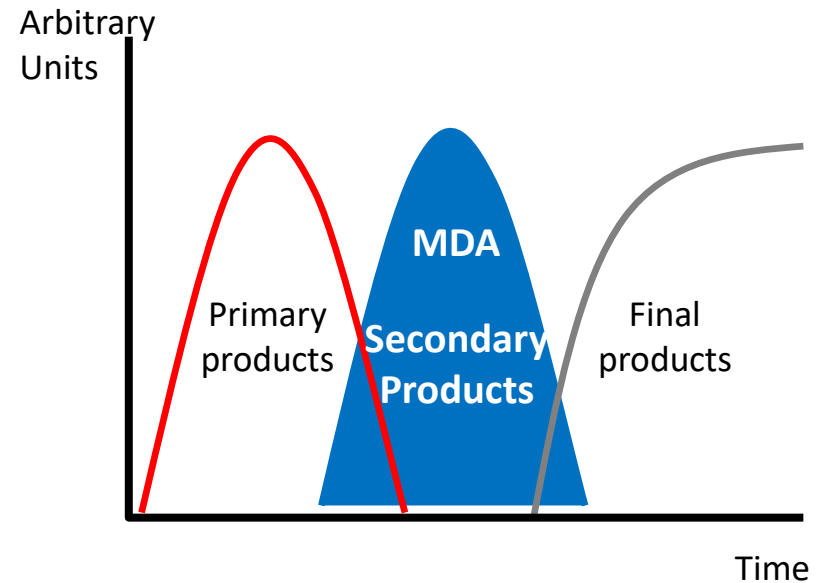 Arbitrary
Units
MDA
Primary
products
Secondary
Products
Final
products
Time